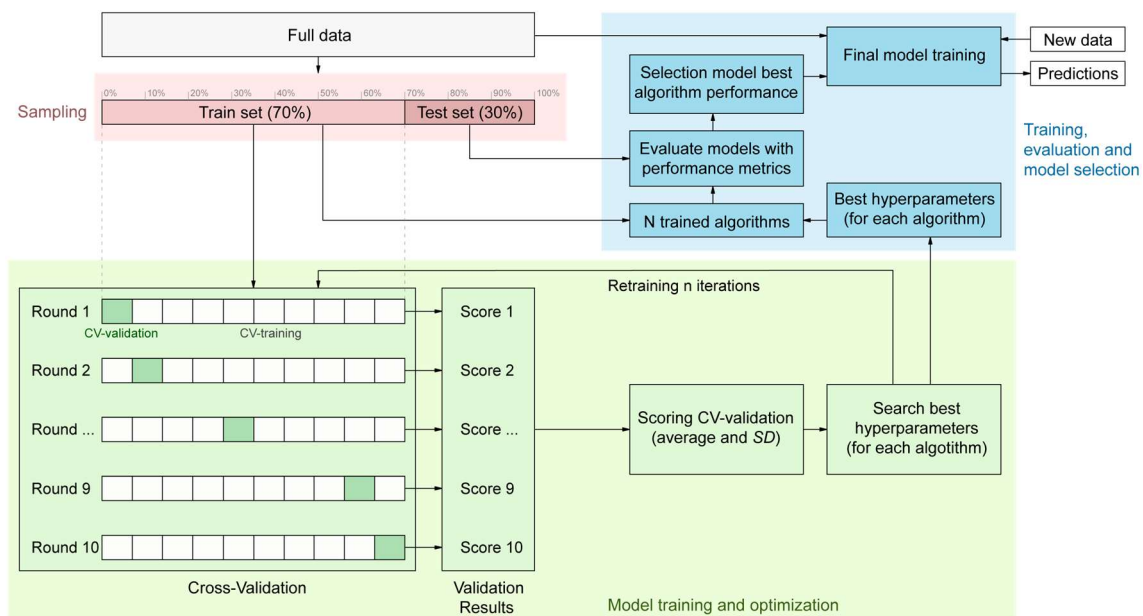 Full data
Final model training
New data
Predictions
Selection model best
algorithm performance
Sampling
0%
10%
20%
30%
40%
50%
60%
70%
80%
90%
100%
Train set (70%)
Test set (30%)
Training,
evaluation and
model selection
Evaluate models with
performance metrics
Best hyperparameters
(for each algorithm)
N trained algorithms
Retraining n iterations
Round 1
CV-validation
CV-training
Score 1
Round 2
Score 2
Round ...
Score ...
Scoring CV-validation
(average and SD)
Search best
hyperparameters
(for each algotithm)
Round 9
Score 9
Round 10
Score 10
Cross-Validation
Validation
Results
Model training and optimization